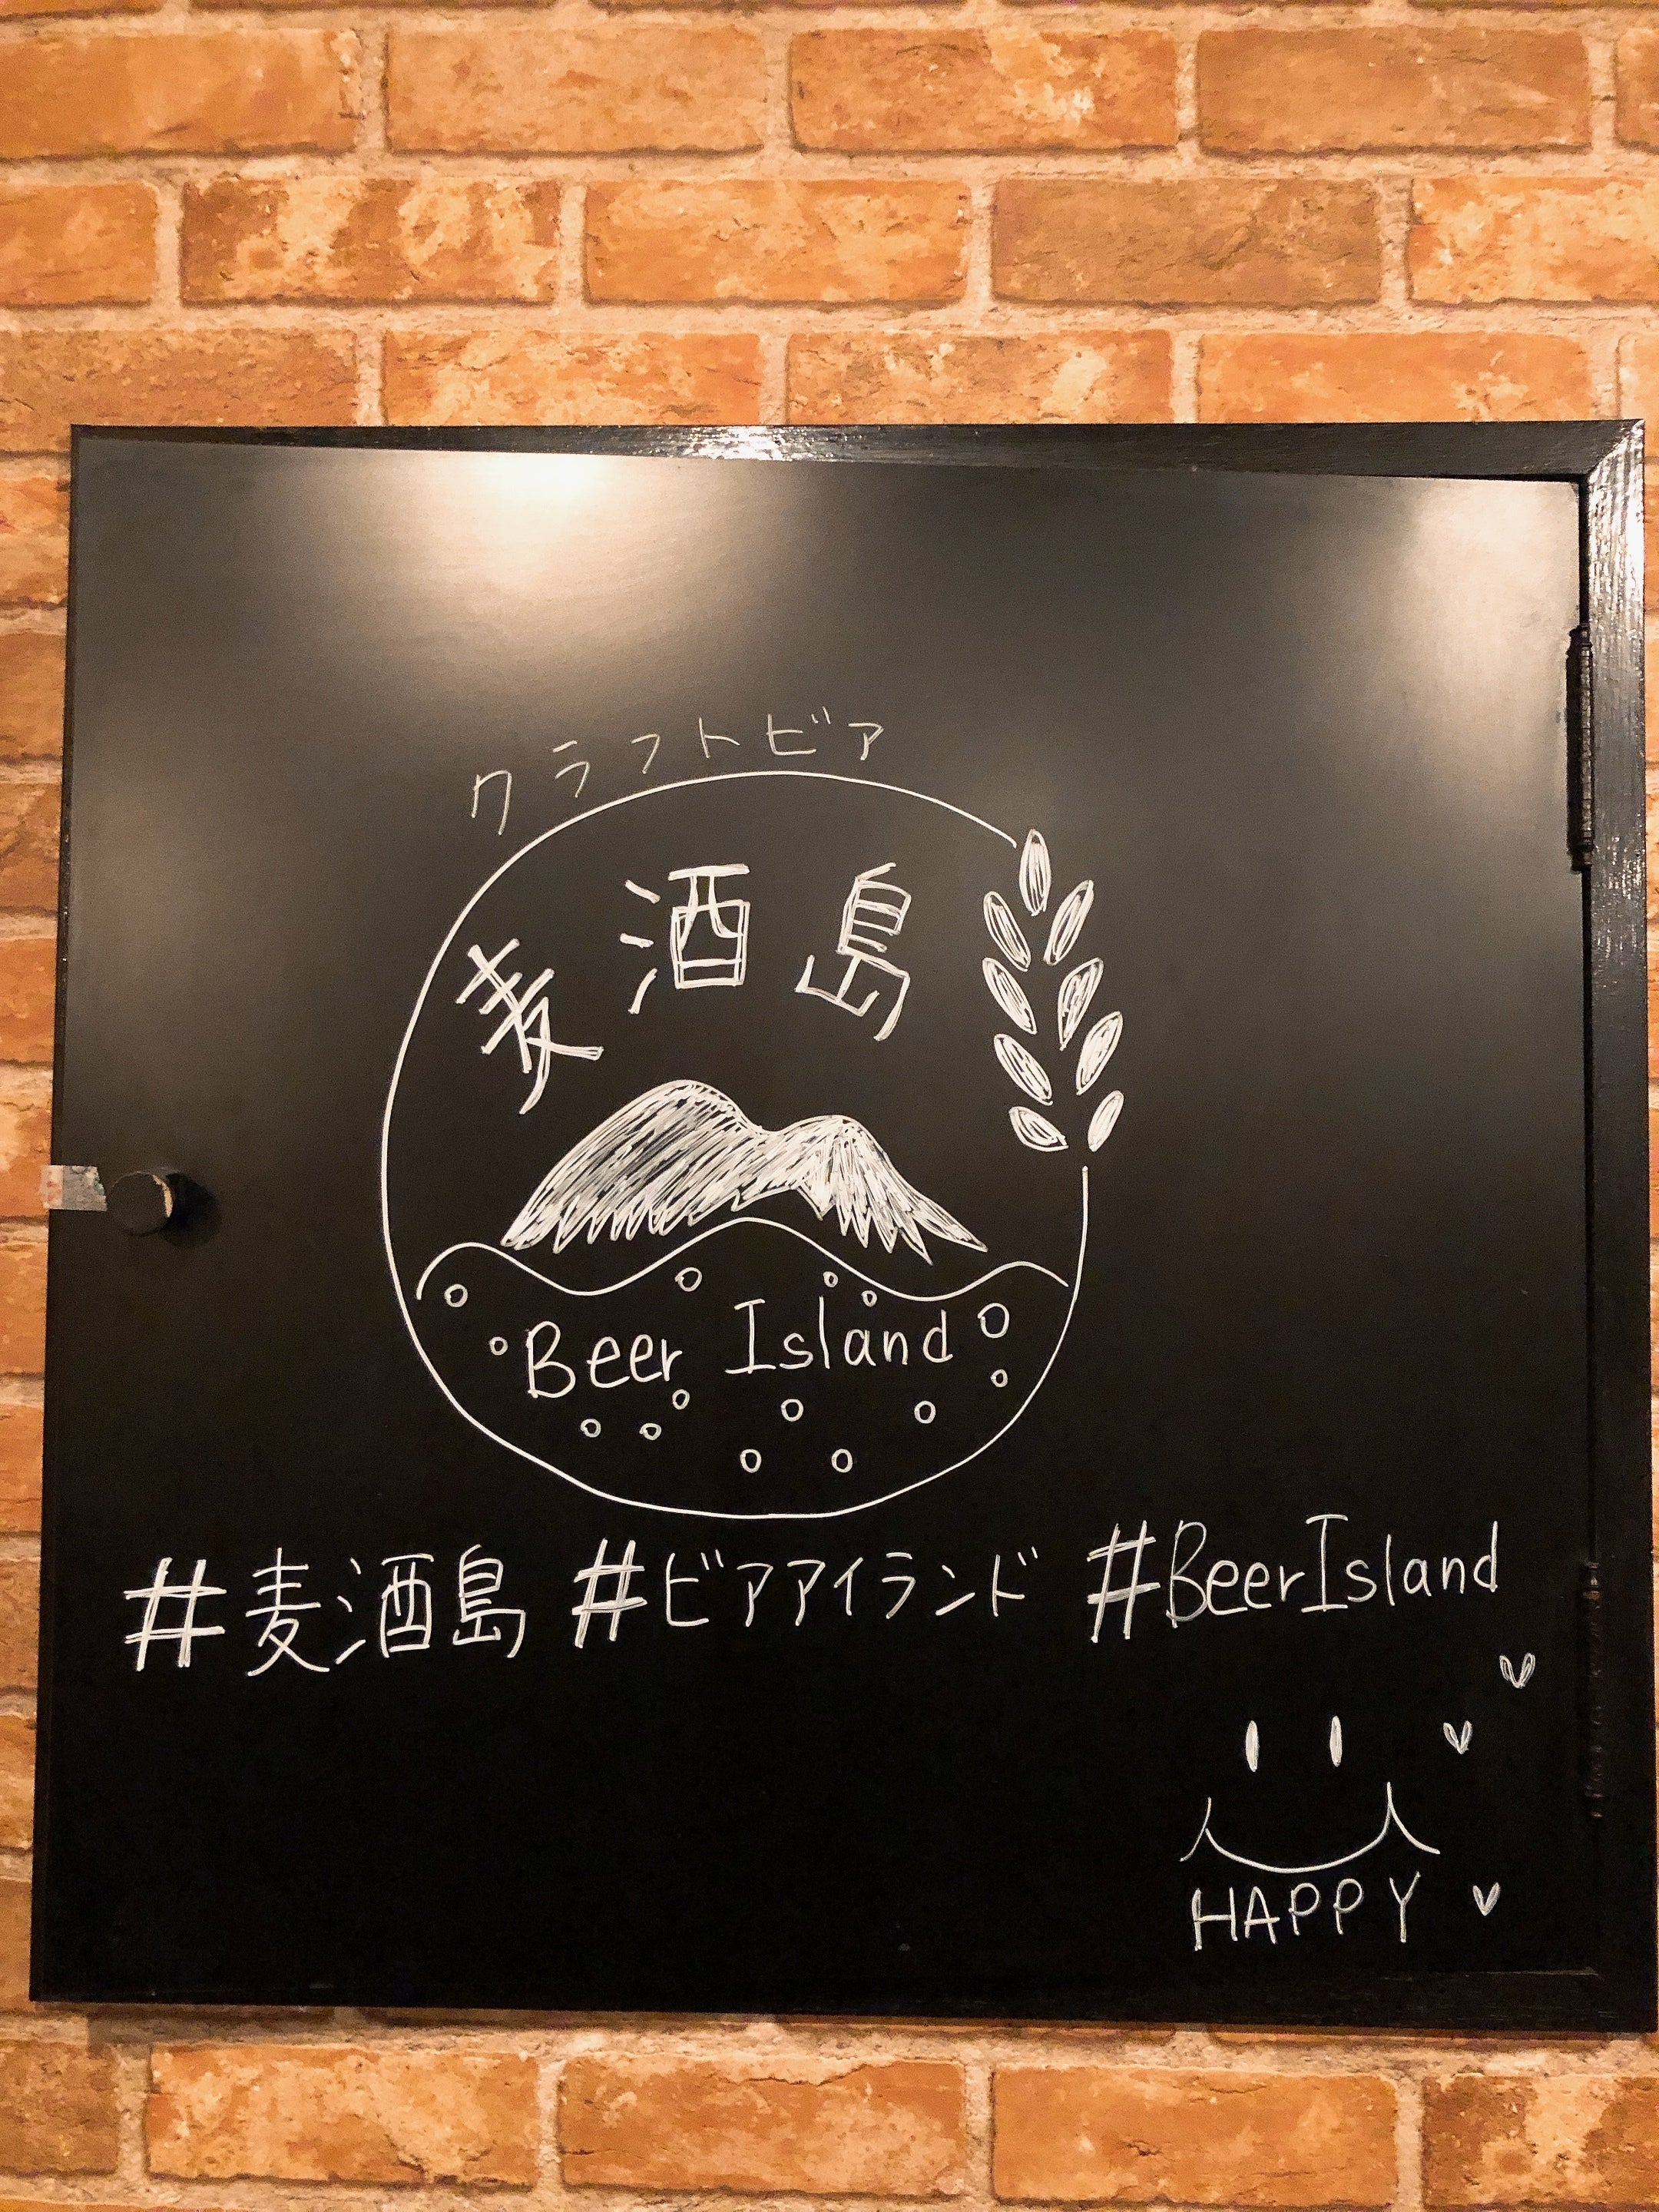 クラフトビア
麦酒島
Beer Island
#麦酒島 #ビアアイランド #BeerIsland
HAPPY